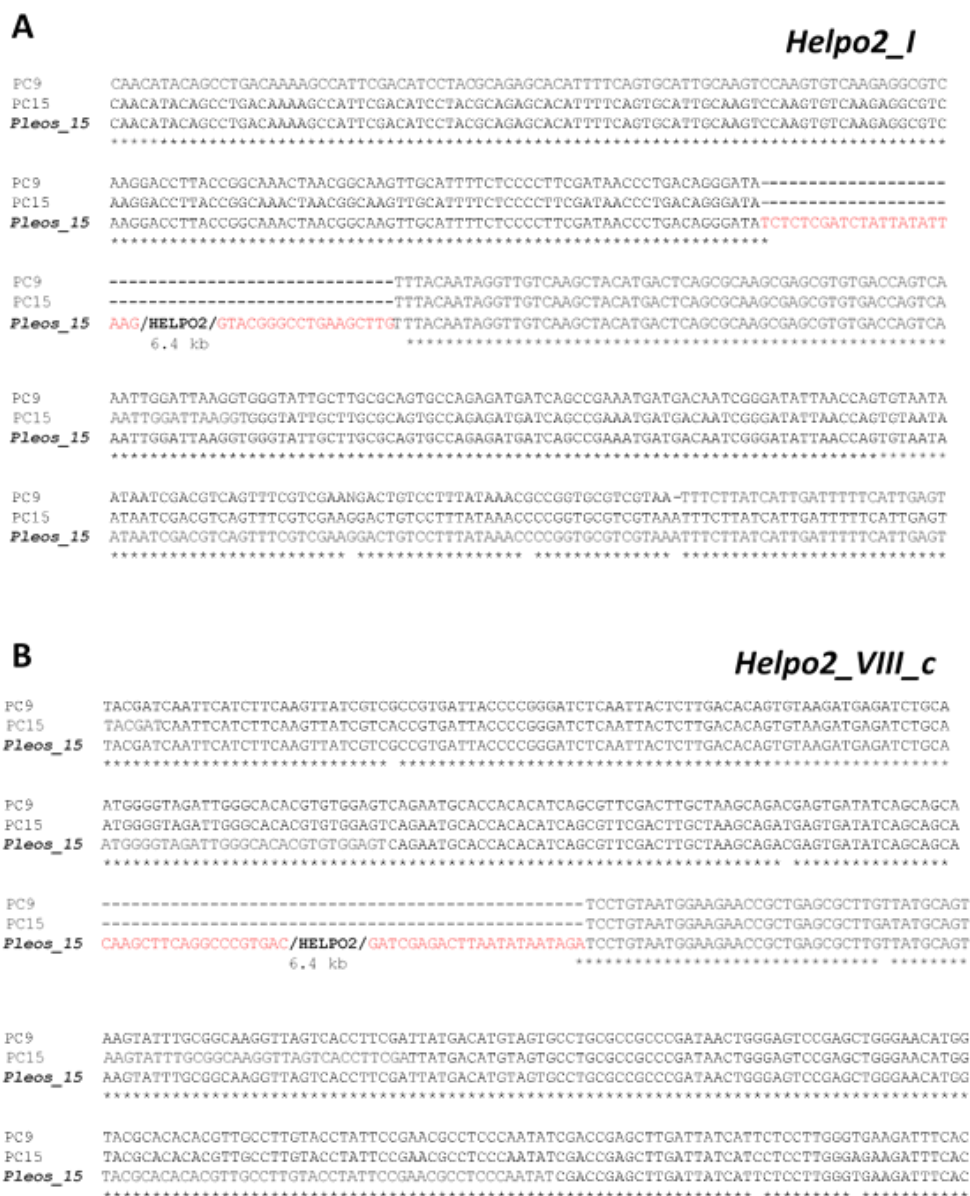 A
Helpo2_I
PC9 CAACATACAGCCTGACAAAAGCCATTCGACATCCTACGCAGAGCACATTTTCAGTGCATTGCAAGTCCAAGTGTCAAGAGGCGTC
PC15 CAACATACAGCCTGACAAAAGCCATTCGACATCCTACGCAGAGCACATTTTCAGTGCATTGCAAGTCCAAGTGTCAAGAGGCGTC
Pleos_15 CAACATACAGCCTGACAAAAGCCATTCGACATCCTACGCAGAGCACATTTTCAGTGCATTGCAAGTCCAAGTGTCAAGAGGCGTC
*************************************************************************************
PC9 AAGGACCTTACCGGCAAACTAACGGCAAGTTGCATTTTCTCCCCTTCGATAACCCTGACAGGGATA-------------------
PC15 AAGGACCTTACCGGCAAACTAACGGCAAGTTGCATTTTCTCCCCTTCGATAACCCTGACAGGGATA-------------------
Pleos_15 AAGGACCTTACCGGCAAACTAACGGCAAGTTGCATTTTCTCCCCTTCGATAACCCTGACAGGGATATCTCTCGATCTATTATATT
*******************************************************************
PC9 -----------------------------TTTACAATAGGTTGTCAAGCTACATGACTCAGCGCAAGCGAGCGTGTGACCAGTCA
PC15 -----------------------------TTTACAATAGGTTGTCAAGCTACATGACTCAGCGCAAGCGAGCGTGTGACCAGTCA
Pleos_15 AAG/HELPO2/GTACGGGCCTGAAGCTTGTTTACAATAGGTTGTCAAGCTACATGACTCAGCGCAAGCGAGCGTGTGACCAGTCA
6.4 kb *******************************************************
PC9 AATTGGATTAAGGTGGGTATTGCTTGCGCAGTGCCAGAGATGATCAGCCGAAATGATGACAATCGGGATATTAACCAGTGTAATA
PC15 AATTGGATTAAGGTGGGTATTGCTTGCGCAGTGCCAGAGATGATCAGCCGAAATGATGACAATCGGGATATTAACCAGTGTAATA
Pleos_15 AATTGGATTAAGGTGGGTATTGCTTGCGCAGTGCCAGAGATGATCAGCCGAAATGATGACAATCGGGATATTAACCAGTGTAATA
*************************************************************************************
PC9 ATAATCGACGTCAGTTTCGTCGAANGACTGTCCTTTATAAACGCCGGTGCGTCGTAA-TTTCTTATCATTGATTTTTCATTGAGT
PC15 ATAATCGACGTCAGTTTCGTCGAAGGACTGTCCTTTATAAACCCCGGTGCGTCGTAAATTTCTTATCATTGATTTTTCATTGAGT
Pleos_15 ATAATCGACGTCAGTTTCGTCGAAGGACTGTCCTTTATAAACCCCGGTGCGTCGTAAATTTCTTATCATTGATTTTTCATTGAGT
************************ ***************** ************** ***************************
B
Helpo2_VIII_c
PC9 TACGATCAATTCATCTTCAAGTTATCGTCGCCGTGATTACCCCGGGATCTCAATTACTCTTGACACAGTGTAAGATGAGATCTGCA
PC15 TACGATCAATTCATCTTCAAGTTATCGTCACCGTGATTACCCCGGGATCTCAATTACTCTTGACACAGTGTAAGATGAGATCTGCA
Pleos_15 TACGATCAATTCATCTTCAAGTTATCGTCGCCGTGATTACCCCGGGATCTCAATTACTCTTGACACAGTGTAAGATGAGATCTGCA
***************************** ********************************************************
PC9 ATGGGGTAGATTGGGCACACGTGTGGAGTCAGAATGCACCACACATCAGCGTTCGACTTGCTAAGCAGACGAGTGATATCAGCAGCA
PC15 ATGGGGTAGATTGGGCACACGTGTGGAGTCAGAATGCACCACACATCAGCGTTCGACTTGCTAAGCAGATGAGTGATATCAGCAGCA
Pleos_15 ATGGGGTAGATTGGGCACACGTGTGGAGTCAGAATGCACCACACATCAGCGTTCGACTTGCTAAGCAGACGAGTGATATCAGCAGCA
********************************************************************* ****************
PC9 -------------------------------------------------TCCTGTAATGGAAGAACCGCTGAGCGCTTGTTATGCAGT
PC15 -------------------------------------------------TCCTGTAATGGAAGAACCGCTGAGCGCTTGATATGCAGT
Pleos_15 CAAGCTTCAGGCCCGTGAC/HELPO2/GATCGAGACTTAATATAATAGATCCTGTAATGGAAGAACCGCTGAGCGCTTGTTATGCAGT
6.4 kb ******************************* ********
PC9 AAGTATTTGCGGCAAGGTTAGTCACCTTCGATTATGACATGTAGTGCCTGCGCCGCCCGATAACTGGGAGTCCGAGCTGGGAACATGG
PC15 AAGTATTTGCGGCAAGGTTAGTCACCTTCGATTATGACATGTAGTGCCTGCGCCGCCCGATAACTGGGAGTCCGAGCTGGGAACATGG
Pleos_15 AAGTATTTGCGGCAAGGTTAGTCACCTTCGATTATGACATGTAGTGCCTGCGCCGCCCGATAACTGGGAGTCCGAGCTGGGAACATGG
****************************************************************************************
PC9 TACGCACACACGTTGCCTTGTACCTATTCCGAACGCCTCCCAATATCGACCGAGCTTGATTATCATTCTCCTTGGGTGAAGATTTCAC
PC15 TACGCACACACGTTGCCTTGTACCTATTCCGAACGCCTCCCAATATCGACCGAGCTTGATTATCATCCTCCTTGGGAGAAGATTTCAC
Pleos_15 TACGCACACACGTTGCCTTGTACCTATTCCGAACGCCTCCCAATATCGACCGAGCTTGATTATCATTCTCCTTGGGAGAAGATTTCAC
****************************************************************** ********* ***********